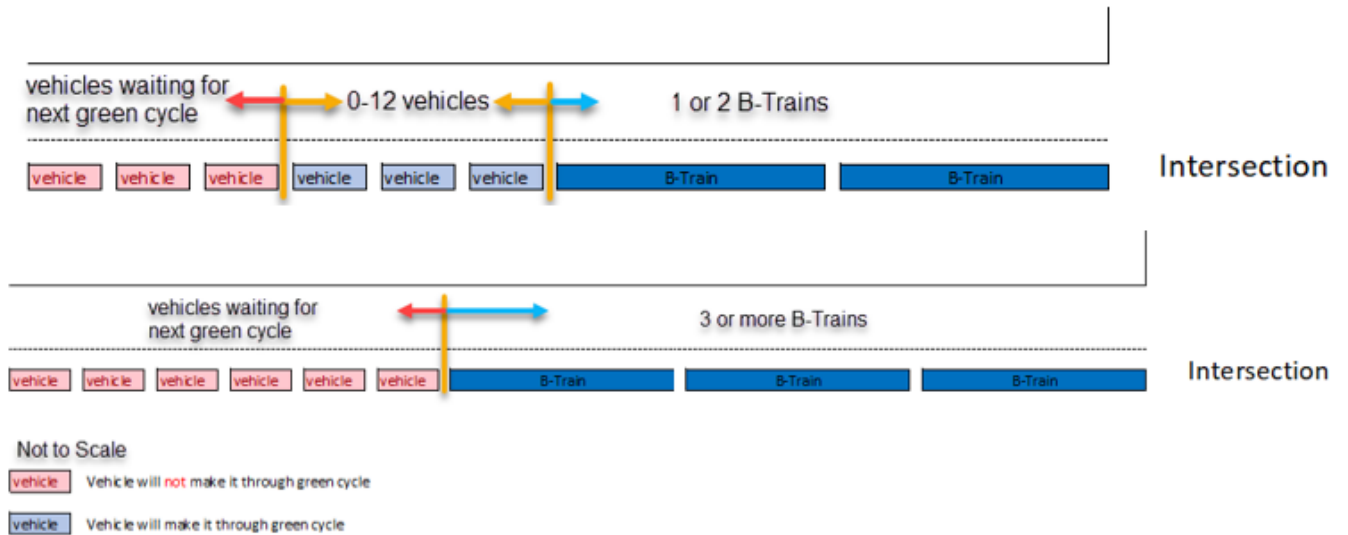 vehicles waiting for
next green cycle
0-12 vehicles
1 or 2 B-Trains
vehicle vehicle vehicle vehicle vehicle vehicle B-Train B-Train
Intersection
vehicles waiting for
next green cycle
3 or more B-Trains
vehicle vehicle vehicle vehicle vehicle vehicle B-Train B-Train B-Train
Intersection
Not to Scale
vehicle Vehicle will not make it through green cycle
vehicle Vehicle will make it through green cycle